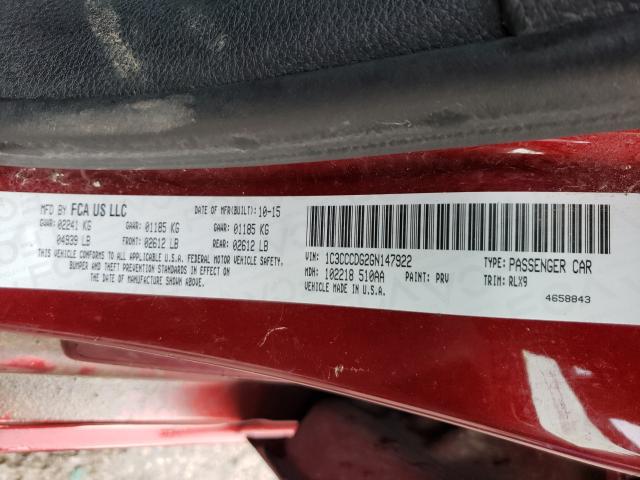 MFD BY FCA US LLC
DATE OF MFR(BUILT): 10-15
GVWR: 02241 KG GAWR: 01185 KG GAWR: 01185 KG
04939 LB FRONT: 02612 LB REAR: 02612 LB
THIS VEHICLE CONFORMS TO ALL APPLICABLE U.S.A. FEDERAL MOTOR VEHICLE SAFETY,
BUMPER, AND THEFT PREVENTION STANDARDS IN EFFECT ON
THE DATE OF MANUFACTURE SHOWN ABOVE.
VIN: 1C3CCCDG2GN147922 TYPE: PASSENGER CAR
MDH: 102218 510AA PAINT: PRV TRIM: RLX9
VEHICLE MADE IN U.S.A.
4658843